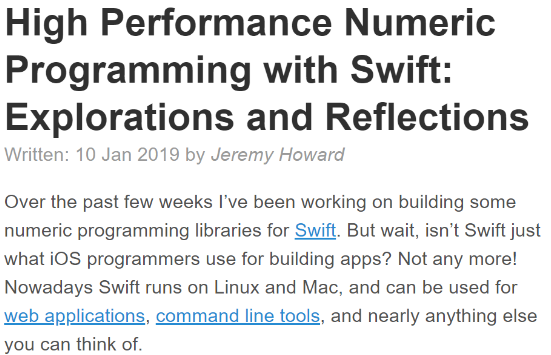 High Performance Numeric
Programming with Swift:
Explorations and Reflections
Written: 10 Jan 2019 by Jeremy Howard
Over the past few weeks I’ve been working on building some
numeric programming libraries for Swift. But wait, isn’t Swift just
what iOS programmers use for building apps? Not any more!
Nowadays Swift runs on Linux and Mac, and can be used for
web applications, command line tools, and nearly anything else
you can think of.